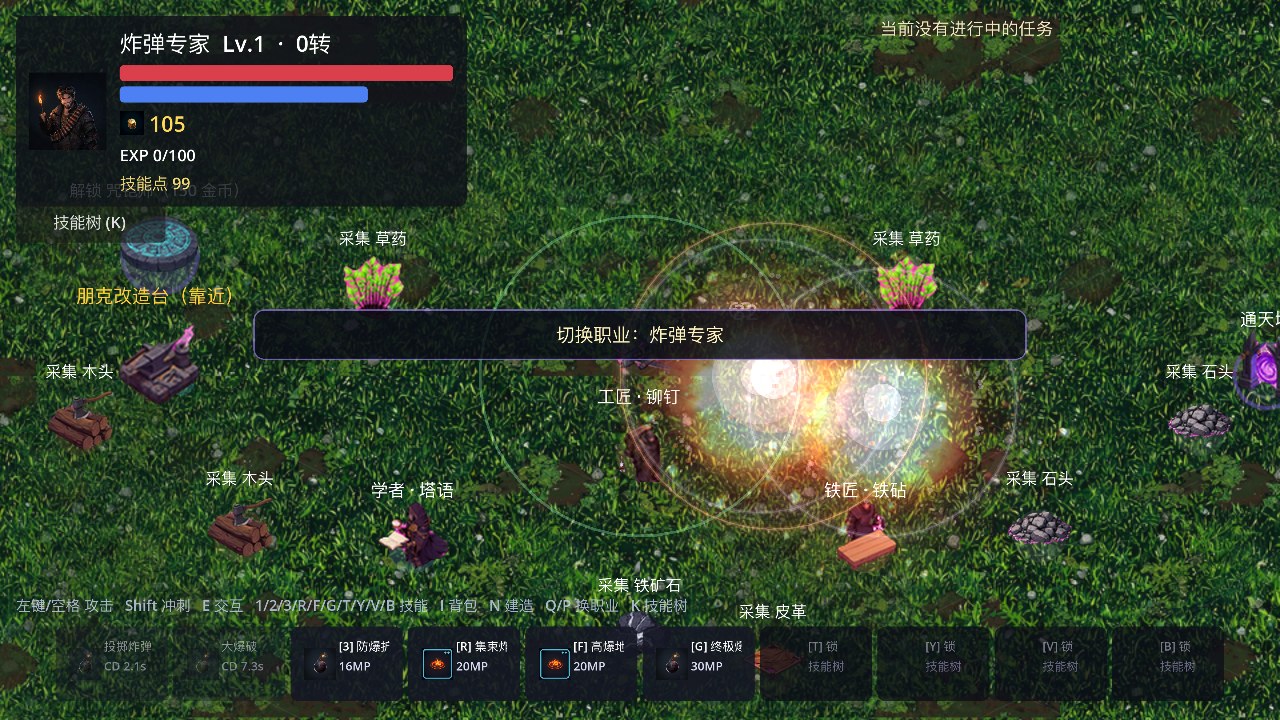 炸弹专家 Lv.1 · 0转
当前没有进行中的任务
105
EXP 0/100
技能点 99
技能树 (K)
采集 草药
采集 草药
朋克改造台（靠近）
通天
切换职业：炸弹专家
采集 木头
采集 石头
工匠 · 铆钉
采集 木头
学者 · 塔语
铁匠 · 铁砧
采集 石头
采集 铁矿石
左键/空格 攻击 Shift 冲刺 E 交互 1/2/3/R/F/G/T/Y/V/B 技能 I 背包 N 建造 Q/P 换职业 K 技能树
采集 皮革
投掷炸弹
CD 2.1s
大爆破
CD 7.3s
[3] 防爆护
16MP
[R] 集束炸
20MP
[F] 高爆地
20MP
[G] 终极爆
30MP
[T] 锁
技能树
[Y] 锁
技能树
[V] 锁
技能树
[B] 锁
技能树